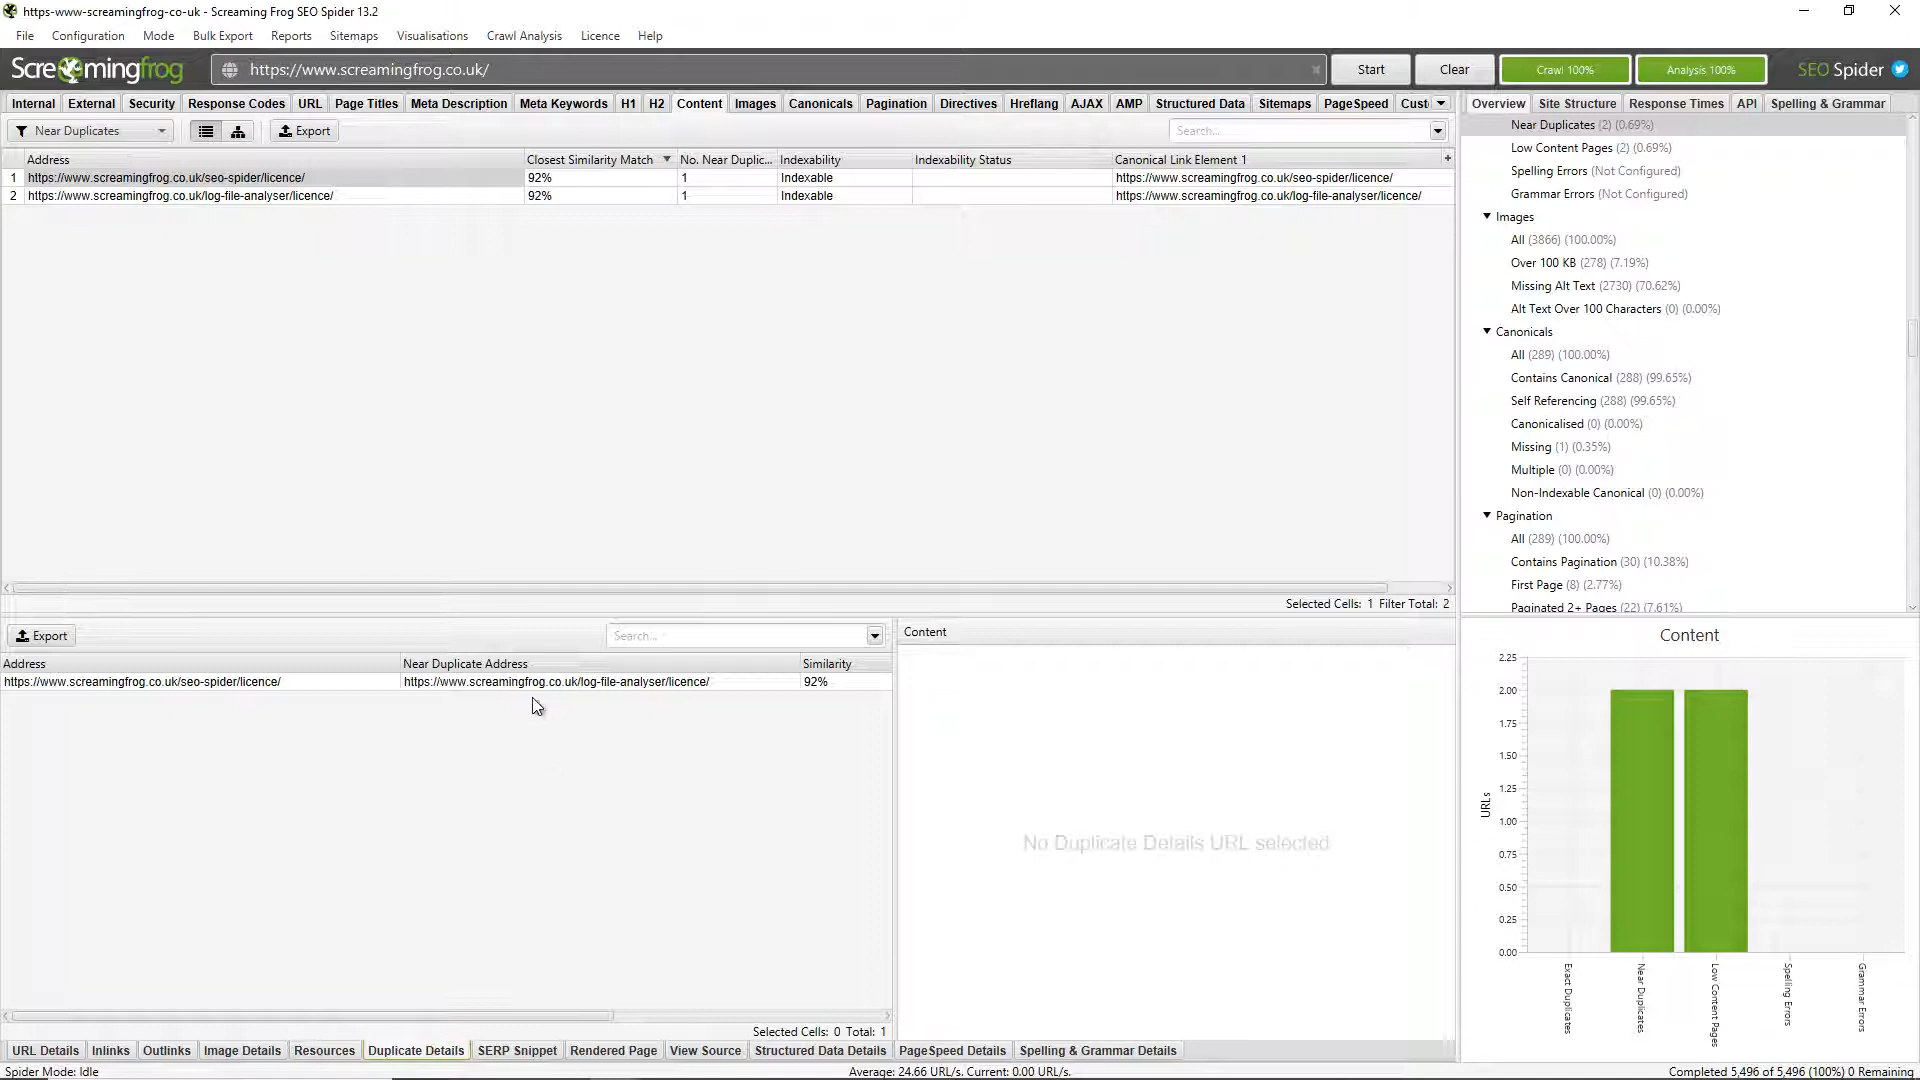 https-www-screamingfrog-co-uk - Screaming Frog SEO Spider 13.2
File Configuration Mode Bulk Export Reports Sitemaps Visualisations Crawl Analysis Licence Help
Screamingfrog https://www.screamingfrog.co.uk/ Start Clear Crawl 100% Analysis 100% SEO Spider
Internal External Security Response Codes URL Page Titles Meta Description Meta Keywords H1 H2 Content Images Canonicals Pagination Directives Hreflang AJAX AMP Structured Data Sitemaps PageSpeed Cust
Near Duplicates Export Search...
Address Closest Similarity Match No. Near Duplic... Indexability Indexability Status Canonical Link Element 1
1 https://www.screamingfrog.co.uk/seo-spider/licence/ 92% 1 Indexable https://www.screamingfrog.co.uk/seo-spider/licence/
2 https://www.screamingfrog.co.uk/log-file-analyser/licence/ 92% 1 Indexable https://www.screamingfrog.co.uk/log-file-analyser/licence/
Selected Cells: 1 Filter Total: 2
Overview Site Structure Response Times API Spelling & Grammar
Near Duplicates (2) (0.69%)
Low Content Pages (2) (0.69%)
Spelling Errors (Not Configured)
Grammar Errors (Not Configured)
Images
All (3866) (100.00%)
Over 100 KB (278) (7.19%)
Missing Alt Text (2730) (70.62%)
Alt Text Over 100 Characters (0) (0.00%)
Canonicals
All (289) (100.00%)
Contains Canonical (288) (99.65%)
Self Referencing (288) (99.65%)
Canonicalised (0) (0.00%)
Missing (1) (0.35%)
Multiple (0) (0.00%)
Non-Indexable Canonical (0) (0.00%)
Pagination
All (289) (100.00%)
Contains Pagination (30) (10.38%)
First Page (8) (2.77%)
Paginated 2+ Pages (22) (7.61%)
Export Search...
Address Near Duplicate Address Similarity
https://www.screamingfrog.co.uk/seo-spider/licence/ https://www.screamingfrog.co.uk/log-file-analyser/licence/ 92%
Selected Cells: 0 Total: 1
Content
No Duplicate Details URL selected
Content
2.25
2.00
1.75
1.50
1.25
1.00
0.75
0.50
0.25
0.00
URLs
Exact Duplicates
Near Duplicates
Low Content Pages
Spelling Errors
Grammar Errors
URL Details Inlinks Outlinks Image Details Resources Duplicate Details SERP Snippet Rendered Page View Source Structured Data Details PageSpeed Details Spelling & Grammar Details
Spider Mode: Idle Average: 24.66 URL/s. Current: 0.00 URL/s. Completed 5,496 of 5,496 (100%) 0 Remaining